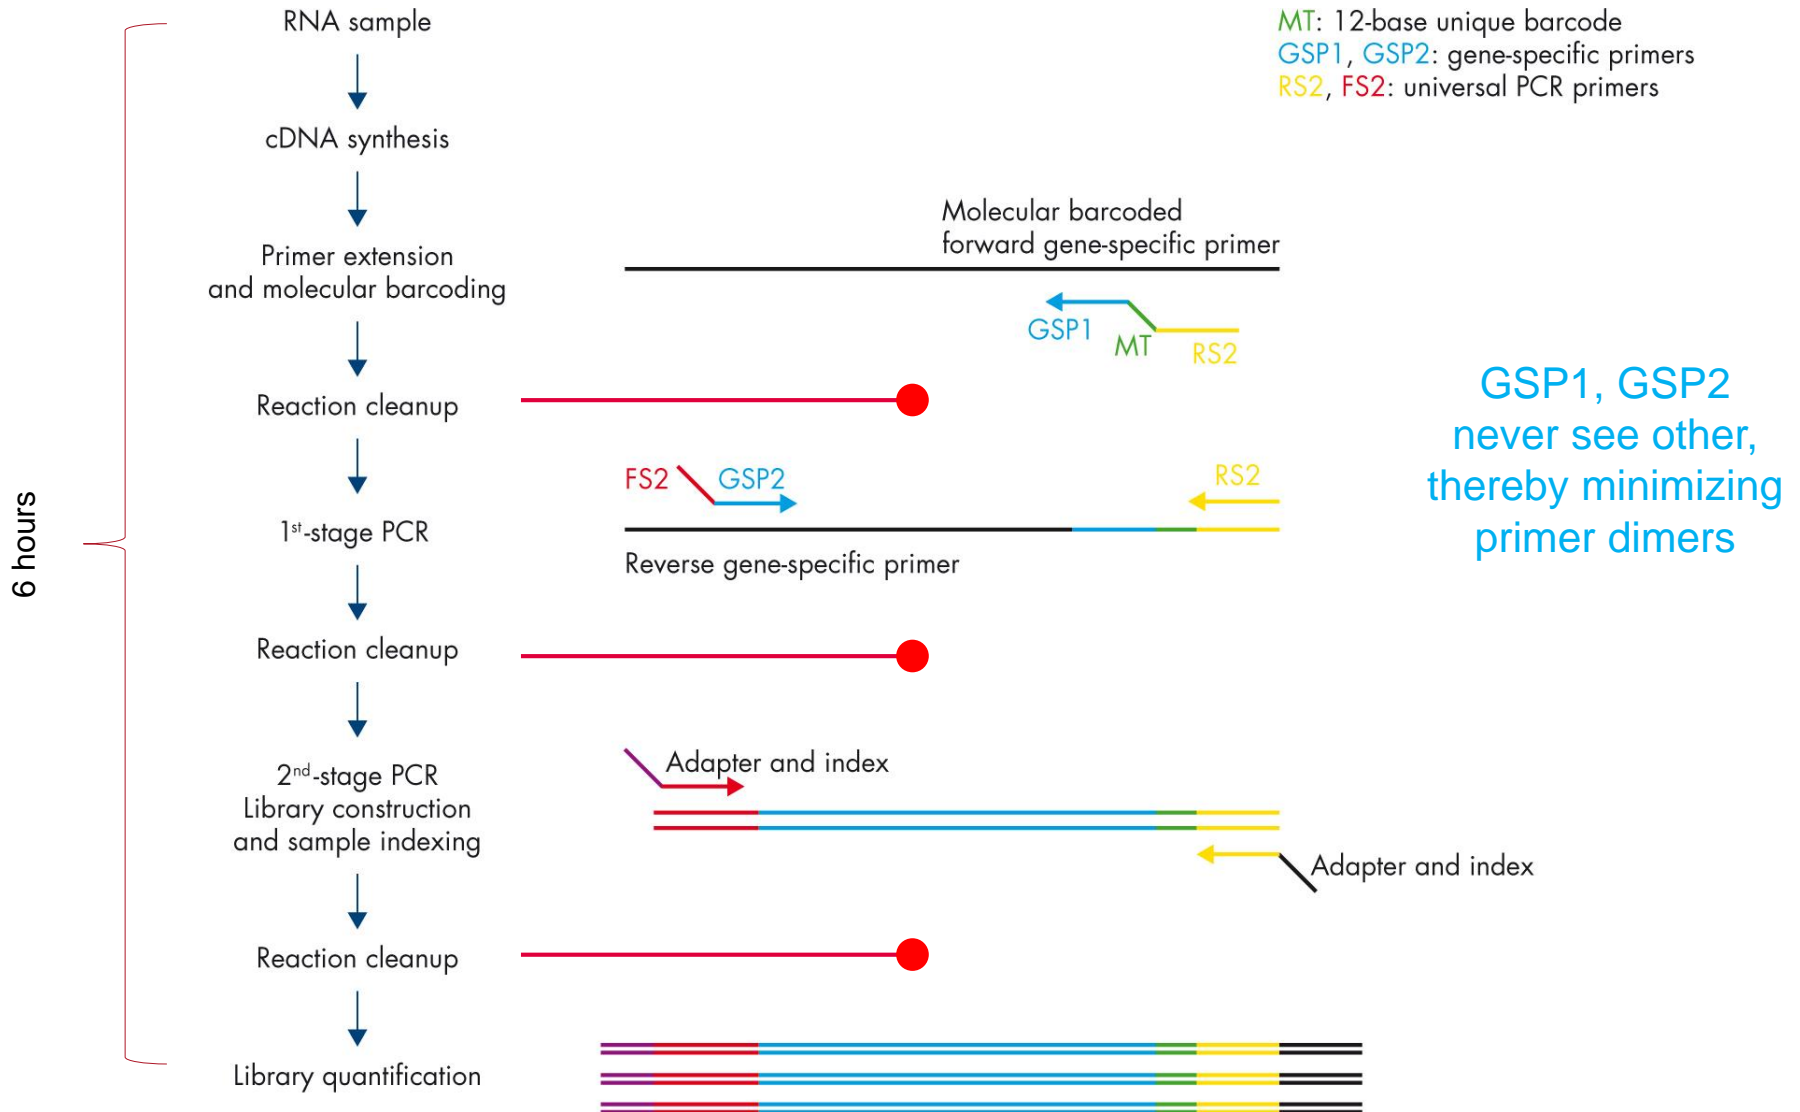 RNA sample
cDNA synthesis
Primer extension
and molecular barcoding
Reaction cleanup
1st-stage PCR
Reaction cleanup
2nd-stage PCR
Library construction
and sample indexing
Reaction cleanup
Library quantification
6 hours
MT: 12-base unique barcode
GSP1, GSP2: gene-specific primers
RS2, FS2: universal PCR primers
Molecular barcoded
forward gene-specific primer
GSP1
MT
RS2
FS2
GSP2
RS2
Reverse gene-specific primer
Adapter and index
Adapter and index
GSP1, GSP2
never see other,
thereby minimizing
primer dimers